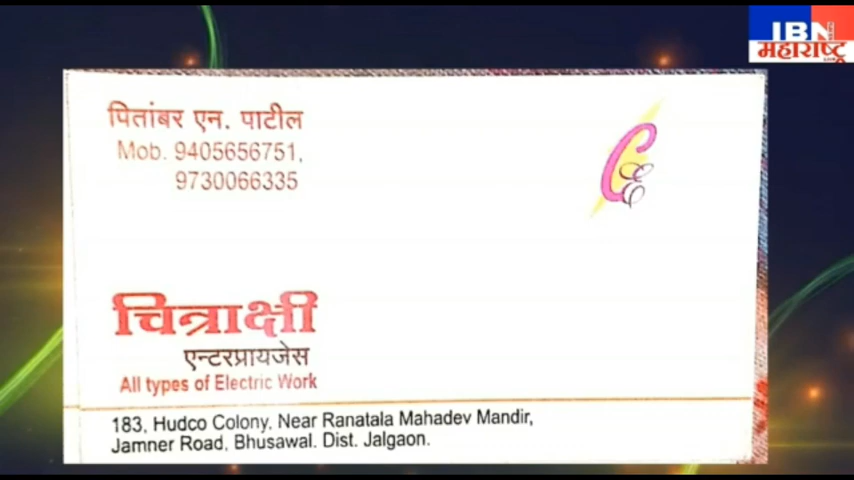 IBN
महाराष्ट्र
पितांबर एन. पाटील
Mob. 9405656751,
9730066335
CE
चित्राक्षी
एन्टरप्रायजेस
All types of Electric Work
183, Hudco Colony, Near Ranatala Mahadev Mandir,
Jamner Road, Bhusawal. Dist. Jalgaon.